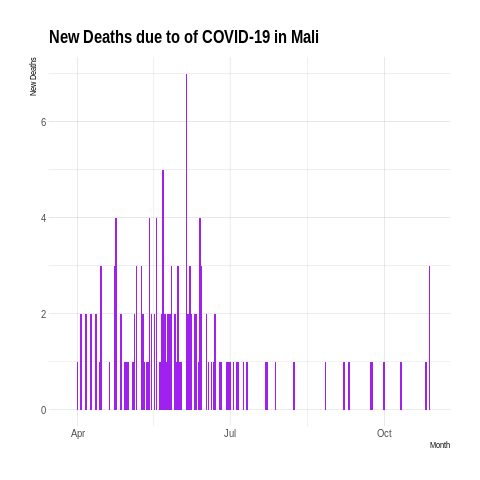 New Deaths due to of COVID-19 in Mali
New Deaths
6
4
2
0
Apr
Jul
Oct
Month